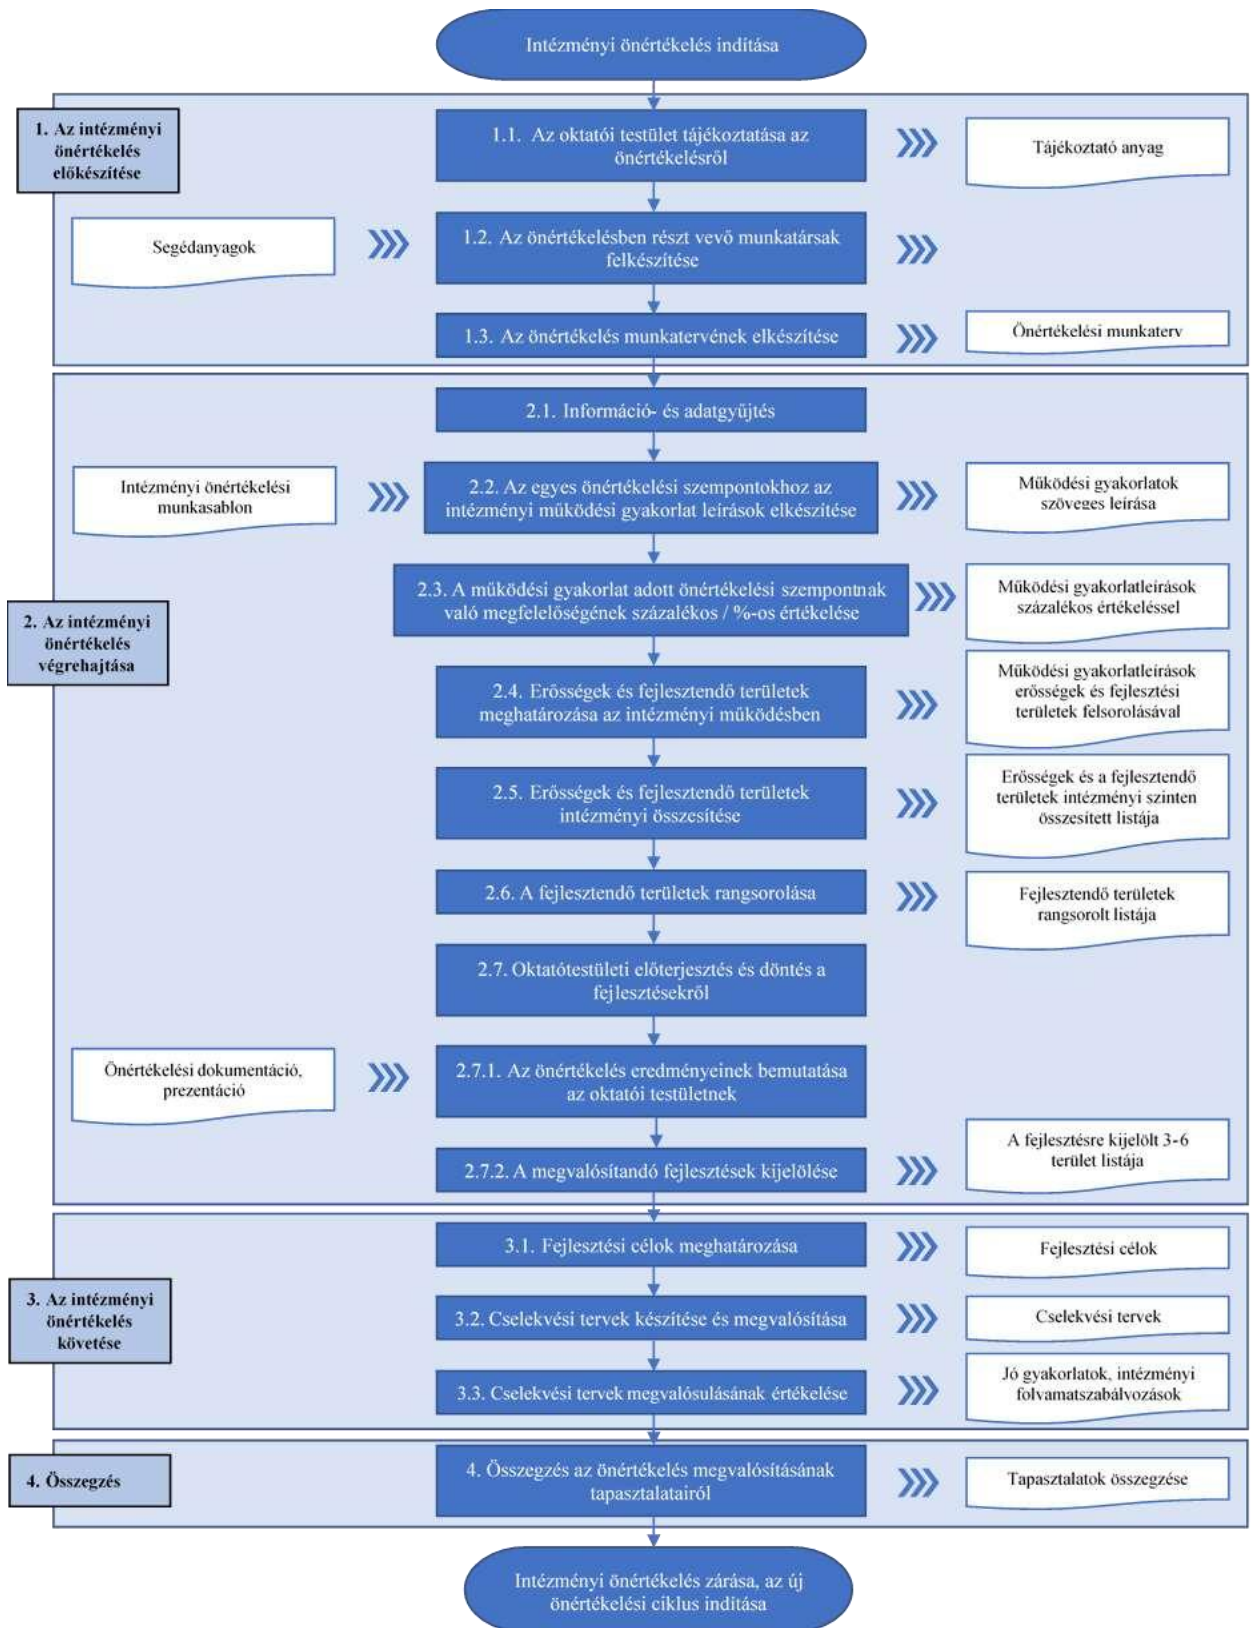 Intézményi önértékelés indítása
1. Az intézményi
önértékelés
előkészítése
1.1. Az oktatói testület tájékoztatása az
önértékelésről
Tájékoztató anyag
Segédanyagok
1.2. Az önértékelésben részt vevő munkatársak
felkészítése
1.3. Az önértékelés munkatervének elkészítése
Önértékelési munkaterv
2.1. Információ- és adatgyűjtés
Intézményi önértékelési
munkasablon
2.2. Az egyes önértékelési szempontokhoz az
intézményi működési gyakorlat leírások elkészítése
Működési gyakorlatok
szöveges leírása
2. Az intézményi
önértékelés
végrehajtása
2.3. A működési gyakorlat adott önértékelési szempontnak
való megfelelőségének százalékos / %-os értékelése
Működési gyakorlatleírások
százalékos értékeléssel
2.4. Erősségek és fejlesztendő területek
meghatározása az intézményi működésben
Működési gyakorlatleírások
erősségek és fejlesztési
területek felsorolásával
2.5. Erősségek és fejlesztendő területek
intézményi összesítése
Erősségek és a fejlesztendő
területek intézményi szinten
összesített listája
2.6. A fejlesztendő területek rangsorolása
Fejlesztendő területek
rangsorolt listája
2.7. Oktatótestületi előterjesztés és döntés a
fejlesztésekről
Önértékelési dokumentáció,
prezentáció
2.7.1. Az önértékelés eredményeinek bemutatása
az oktatói testületnek
2.7.2. A megvalósítandó fejlesztések kijelölése
A fejlesztésre kijelölt 3-6
terület listája
3. Az intézményi
önértékelés
követése
3.1. Fejlesztési célok meghatározása
Fejlesztési célok
3.2. Cselekvési tervek készítése és megvalósítása
Cselekvési tervek
3.3. Cselekvési tervek megvalósulásának értékelése
Jó gyakorlatok, intézményi
folyamatszabályozások
4. Összegzés
4. Összegzés az önértékelés megvalósításának
tapasztalatairól
Tapasztalatok összegzése
Intézményi önértékelés zárása, az új
önértékelési ciklus indítása